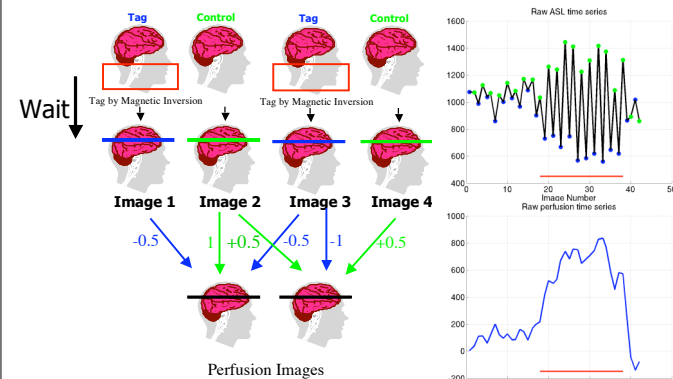 Tag Control Tag Control
Tag by Magnetic Inversion Tag by Magnetic Inversion
Wait
Image 1 Image 2 Image 3 Image 4
-0.5 1 +0.5 -0.5 -1 +0.5
Perfusion Images
Raw ASL time series
1600
1400
1200
1000
800
600
400
0 10 20 30 40 50
Image Number
Raw perfusion time series
1000
800
600
400
200
0
200